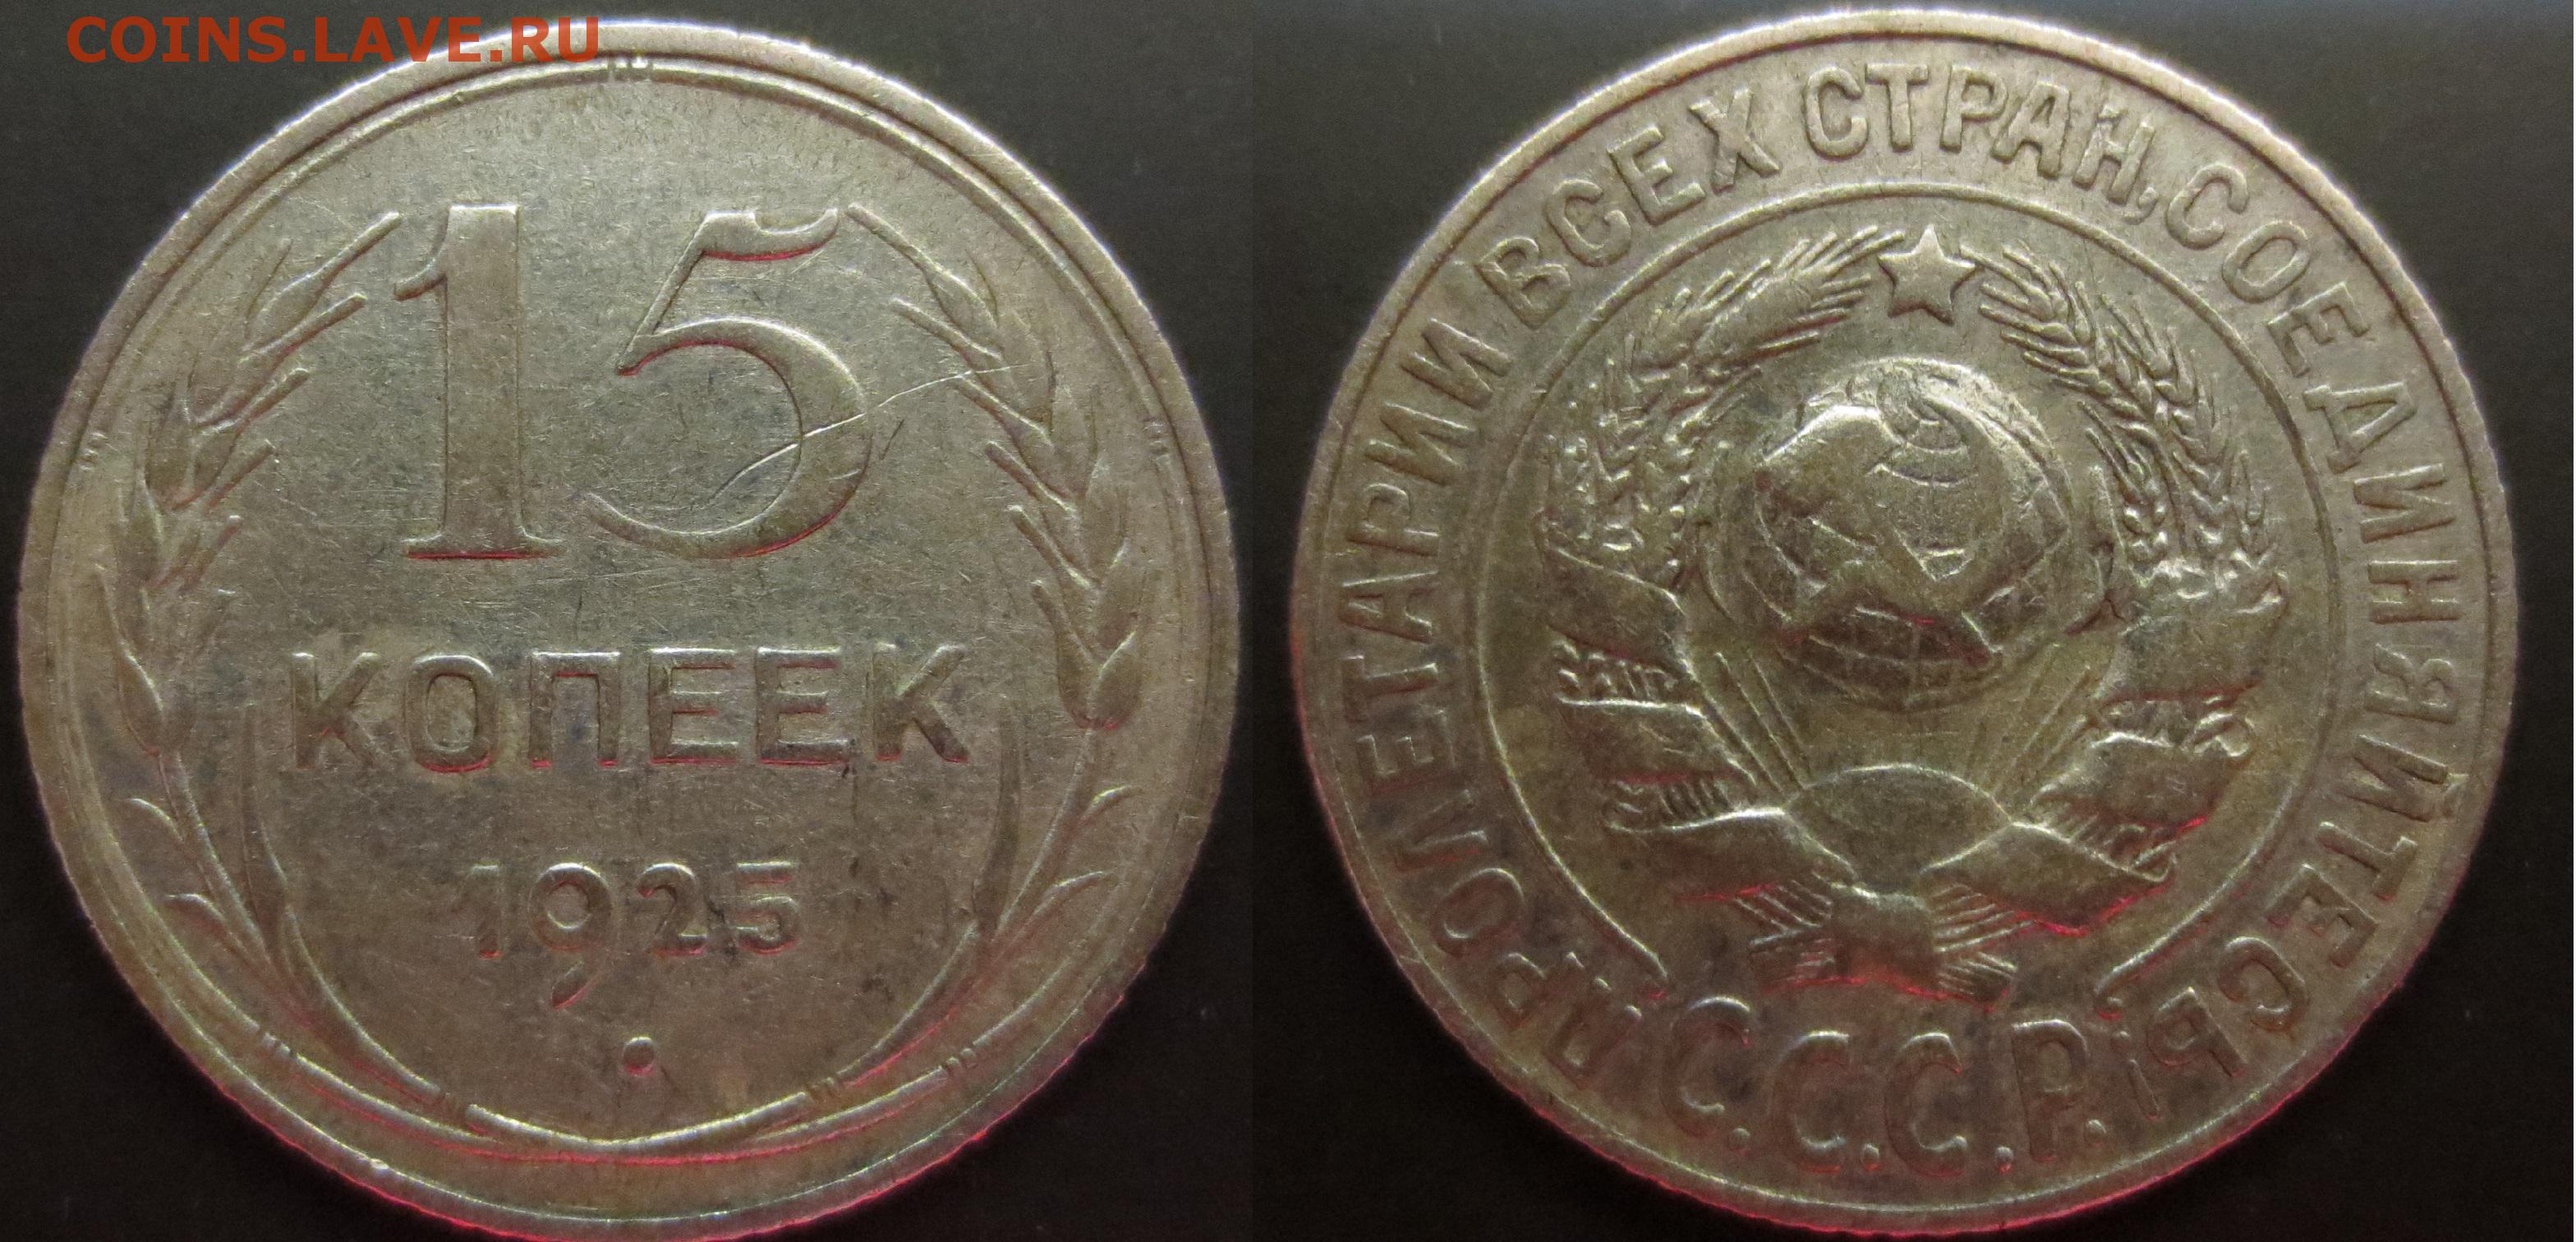 COINS.LAVE.RU
15
КОПЕЕК
1925
ПРОЛЕТАРИИ ВСЕХ СТРАН, СОЕДИНЯЙТЕСЬ!
С.С.С.Р.